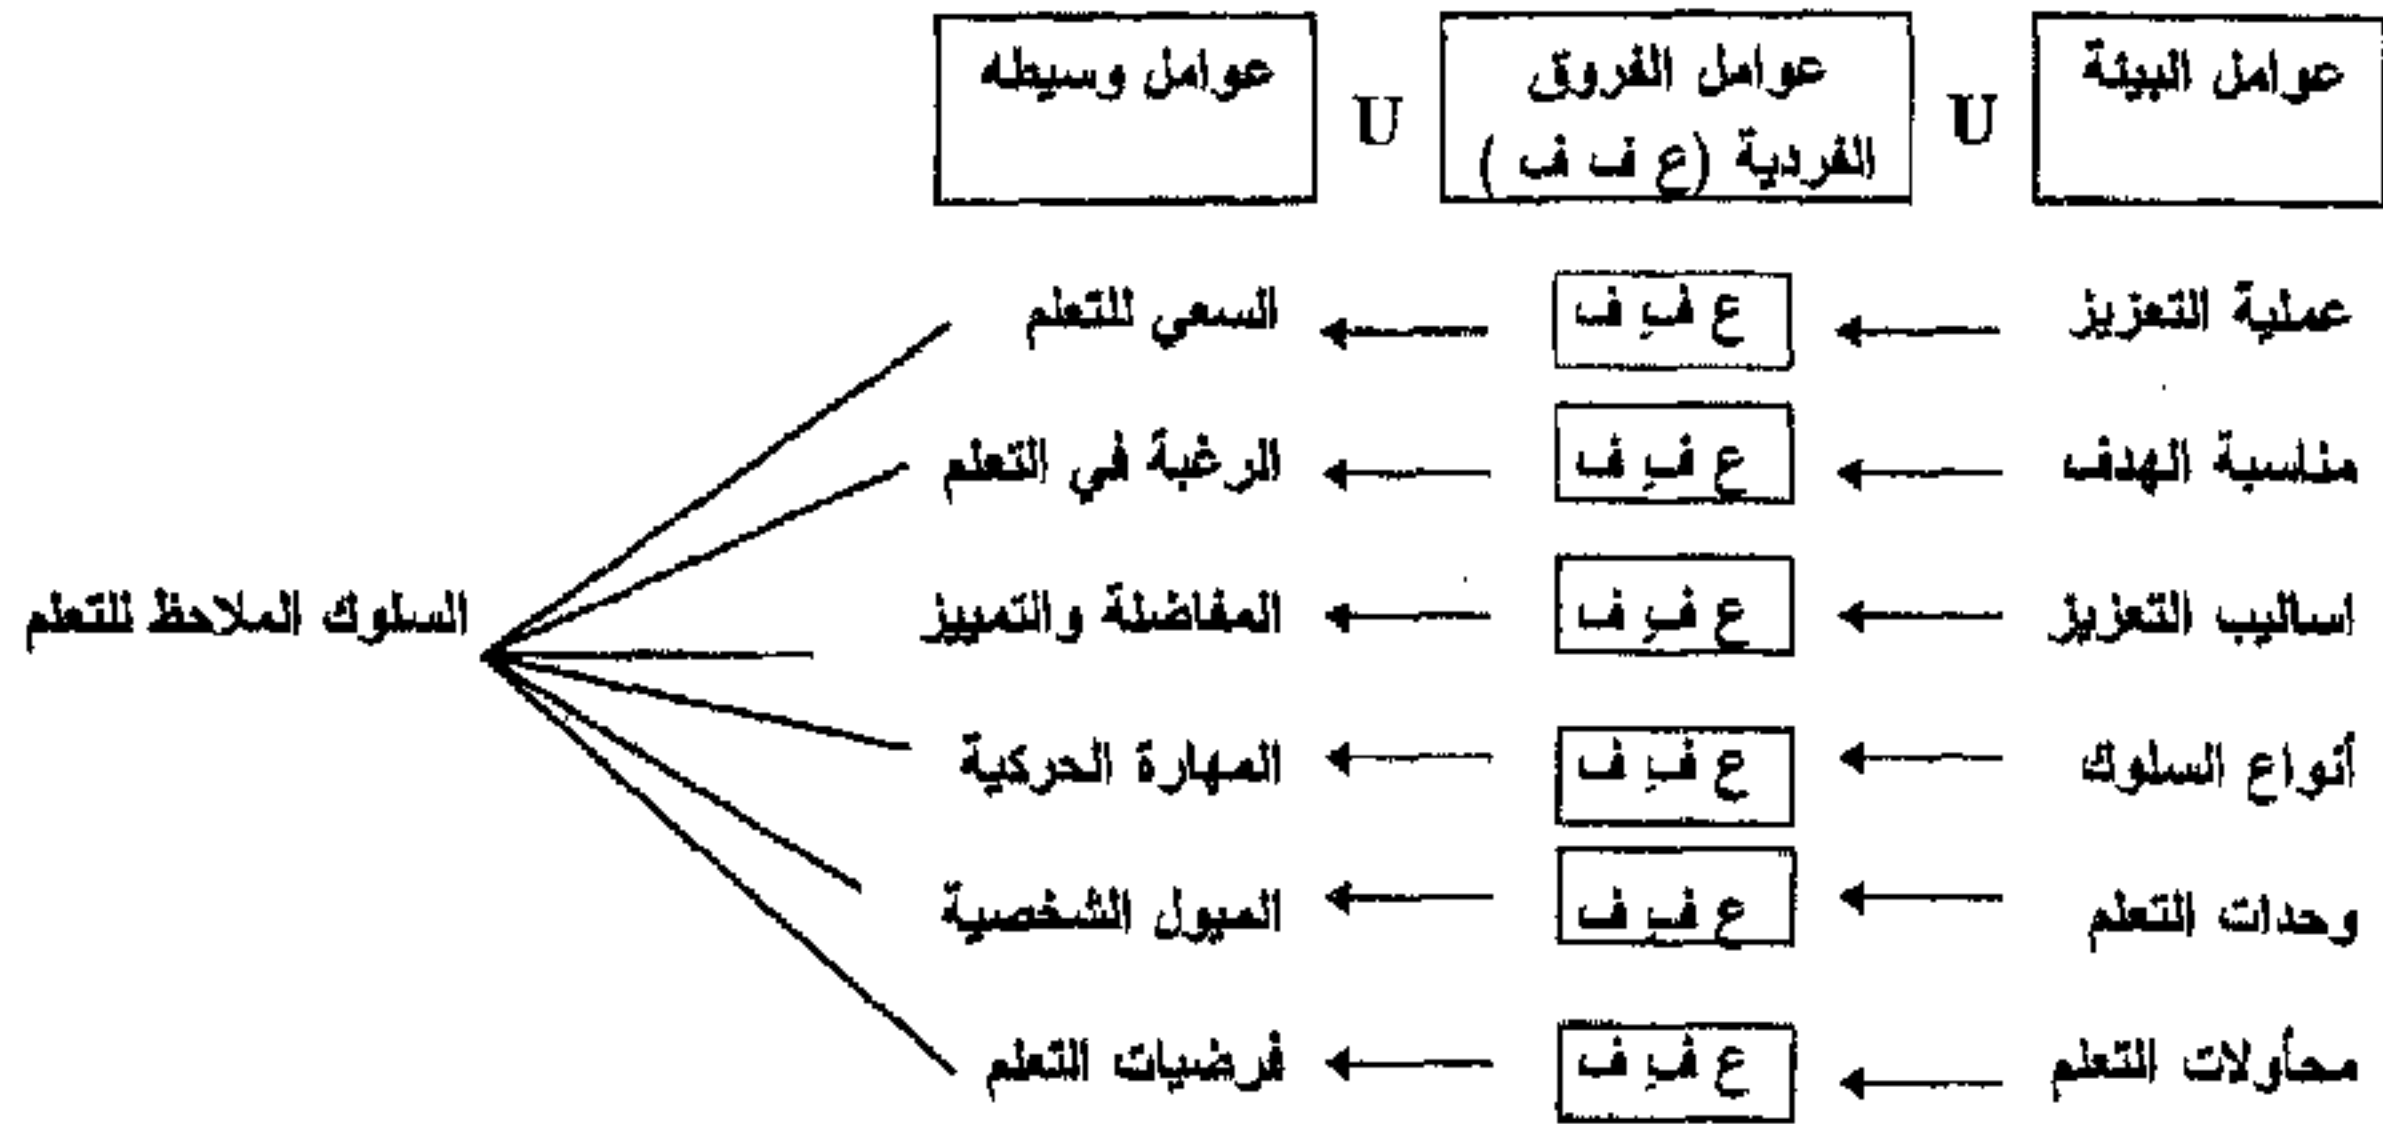 عوامل البيئة U عوامل الفروق الفردية (ع ف ف) U عوامل وسيطه
عملية التعزيز ع ف ف السعي للتعلم
مناسبة الهدف ع ف ف الرغبة في التعلم
اساليب التعزيز ع ف ف المفاضلة والتمييز
السلوك الملاحظ للتعلم
أنواع السلوك ع ف ف المهارة الحركية
وحدات التعلم ع ف ف الميول الشخصية
محأولات التعلم ع ف ف فرضيات التعلم